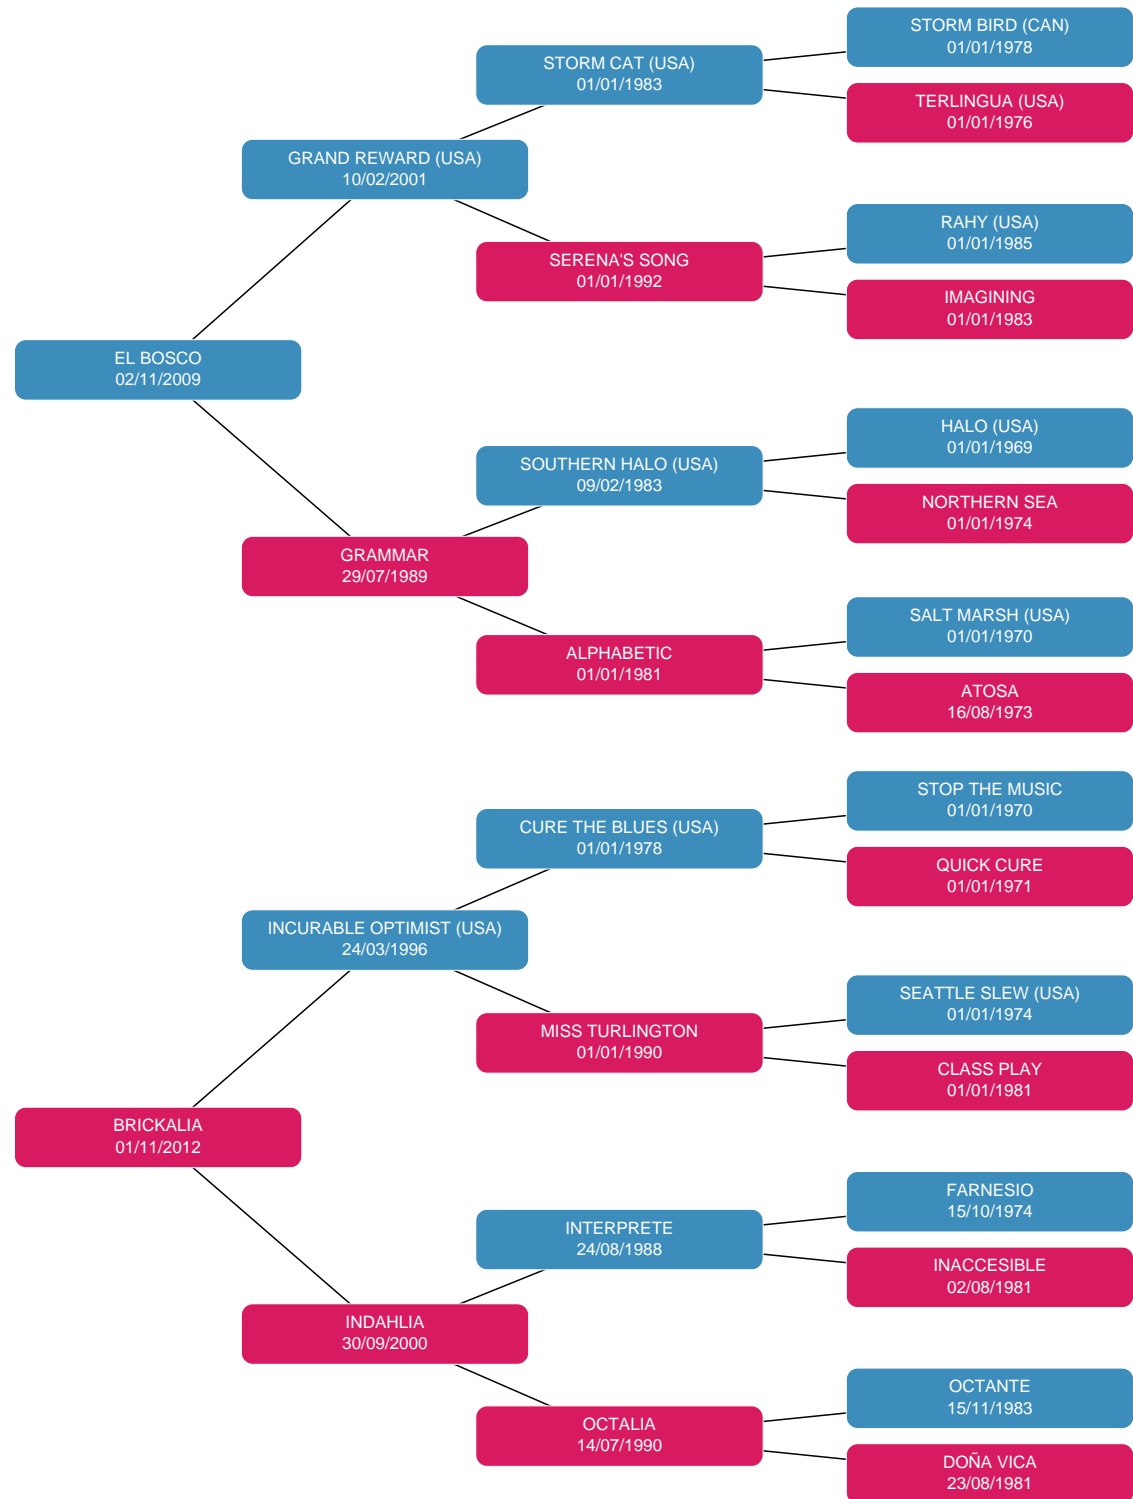 STORM BIRD (CAN)
01/01/1978
STORM CAT (USA)
01/01/1983
TERLINGUA (USA)
01/01/1976
GRAND REWARD (USA)
10/02/2001
RAHY (USA)
01/01/1985
SERENA'S SONG
01/01/1992
IMAGINING
01/01/1983
EL BOSCO
02/11/2009
HALO (USA)
01/01/1969
SOUTHERN HALO (USA)
09/02/1983
NORTHERN SEA
01/01/1974
GRAMMAR
29/07/1989
SALT MARSH (USA)
01/01/1970
ALPHABETIC
01/01/1981
ATOSA
16/08/1973
STOP THE MUSIC
01/01/1970
CURE THE BLUES (USA)
01/01/1978
QUICK CURE
01/01/1971
INCURABLE OPTIMIST (USA)
24/03/1996
SEATTLE SLEW (USA)
01/01/1974
MISS TURLINGTON
01/01/1990
CLASS PLAY
01/01/1981
BRICKALIA
01/11/2012
FARNESIO
15/10/1974
INTERPRETE
24/08/1988
INACCESIBLE
02/08/1981
INDAHLIA
30/09/2000
OCTANTE
15/11/1983
OCTALIA
14/07/1990
DOÑA VICA
23/08/1981